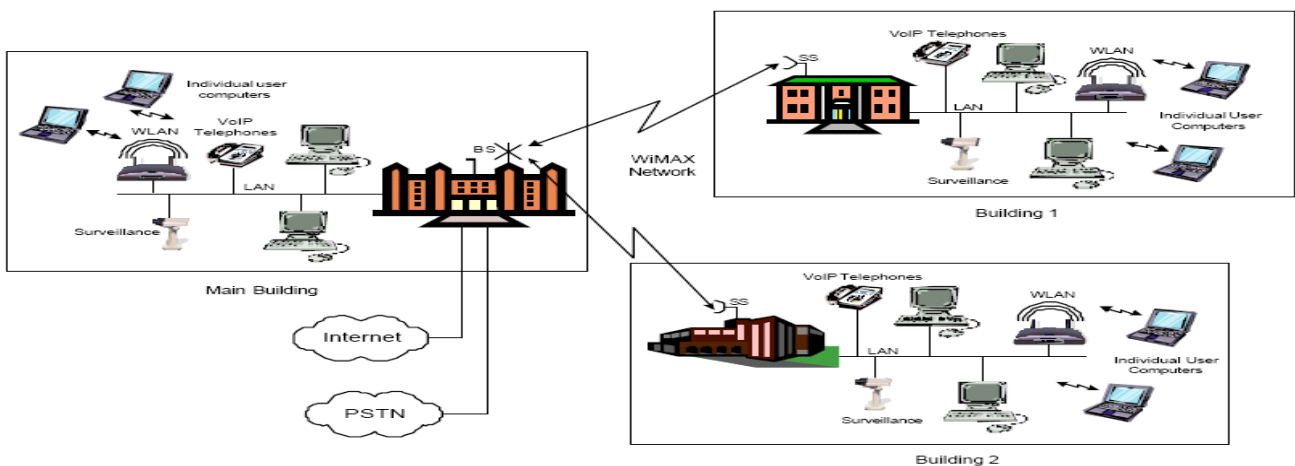 Individual user
computers
WLAN
VoIP
Telephones
LAN
Surveillance
BS
Main Building
Internet
PSTN
WiMAX
Network
SS
VoIP Telephones
WLAN
LAN
Individual User
Computers
Surveillance
Building 1
SS
VoIP Telephones
WLAN
LAN
Individual User
Computers
Surveillance
Building 2